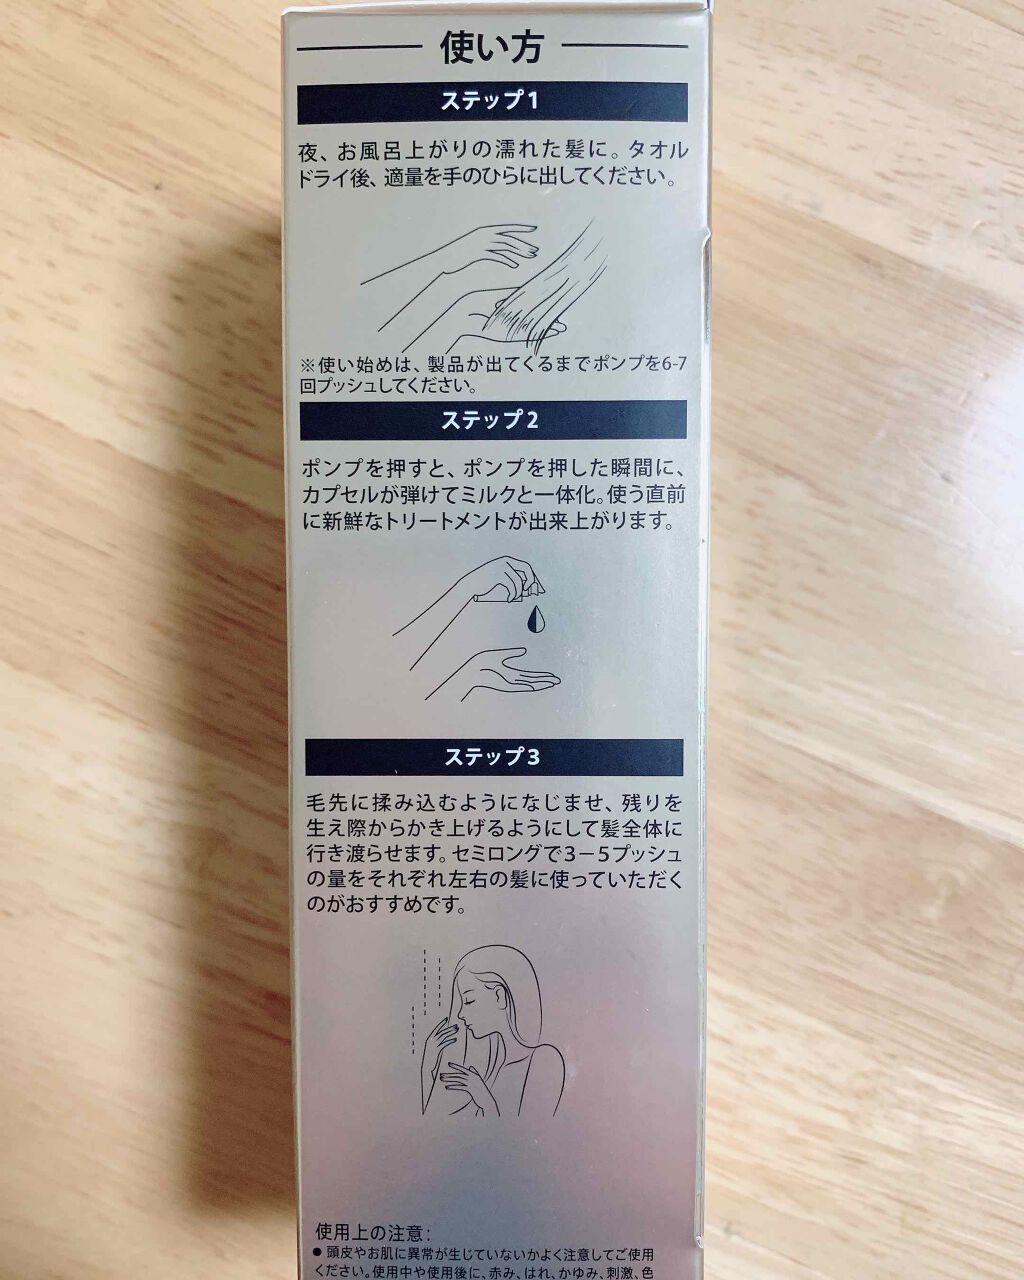 使い方
ステップ1
夜、お風呂上がりの濡れた髪に。タオル
ドライ後、適量を手のひらに出してください。
※使い始めは、製品が出てくるまでポンプを6-7
回プッシュしてください。
ステップ2
ポンプを押すと、ポンプを押した瞬間に、
カプセルが弾けてミルクと一体化。使う直前
に新鮮なトリートメントが出来上がります。
ステップ3
毛先に揉み込むようになじませ、残りを
生え際からかき上げるようにして髪全体に
行き渡らせます。セミロングで3－5プッシュ
の量をそれぞれ左右の髪に使っていただく
のがおすすめです。
使用上の注意：
●頭皮やお肌に異常が生じていないかよく注意してご使用
ください。使用中や使用後に、赤み、はれ、かゆみ、刺激、色